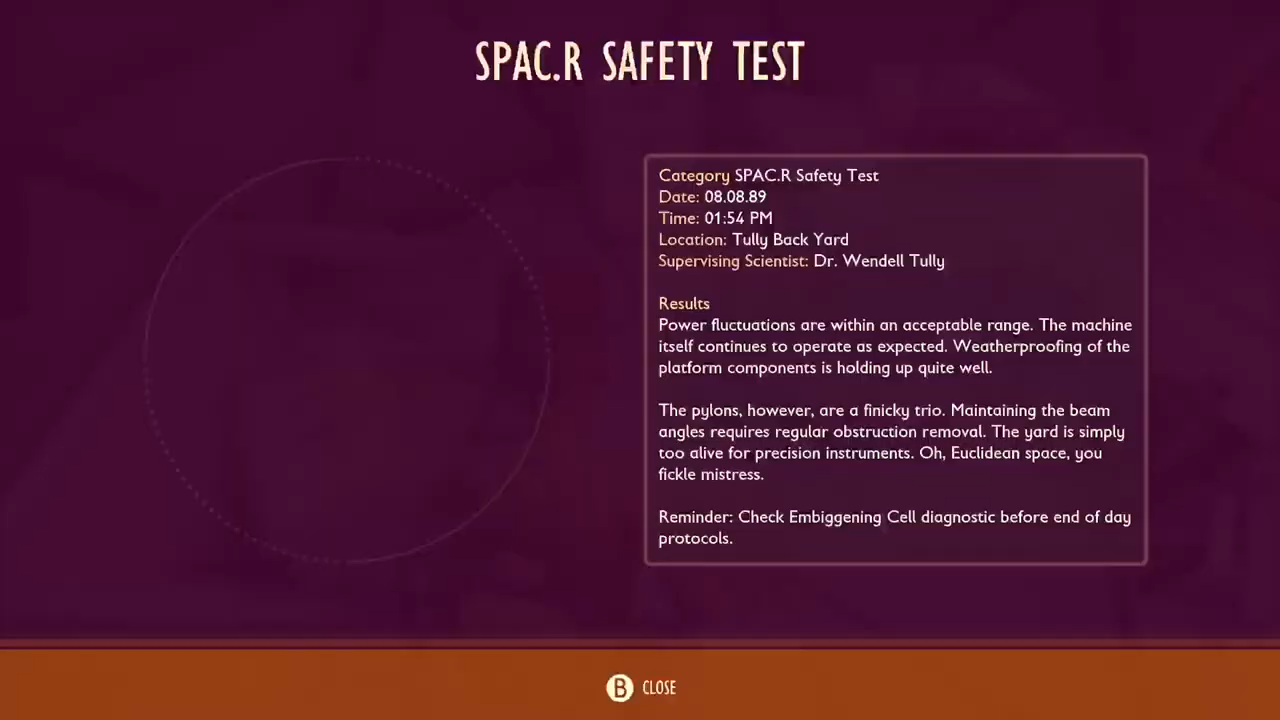 SPAC.R SAFETY TEST
Category SPAC.R Safety Test
Date: 08.08.89
Time: 01:54 PM
Location: Tully Back Yard
Supervising Scientist: Dr. Wendell Tully
Results
Power fluctuations are within an acceptable range. The machine
itself continues to operate as expected. Weatherproofing of the
platform components is holding up quite well.
The pylons, however, are a finicky trio. Maintaining the beam
angles requires regular obstruction removal. The yard is simply
too alive for precision instruments. Oh, Euclidean space, you
fickle mistress.
Reminder: Check Embiggening Cell diagnostic before end of day
protocols.
B CLOSE